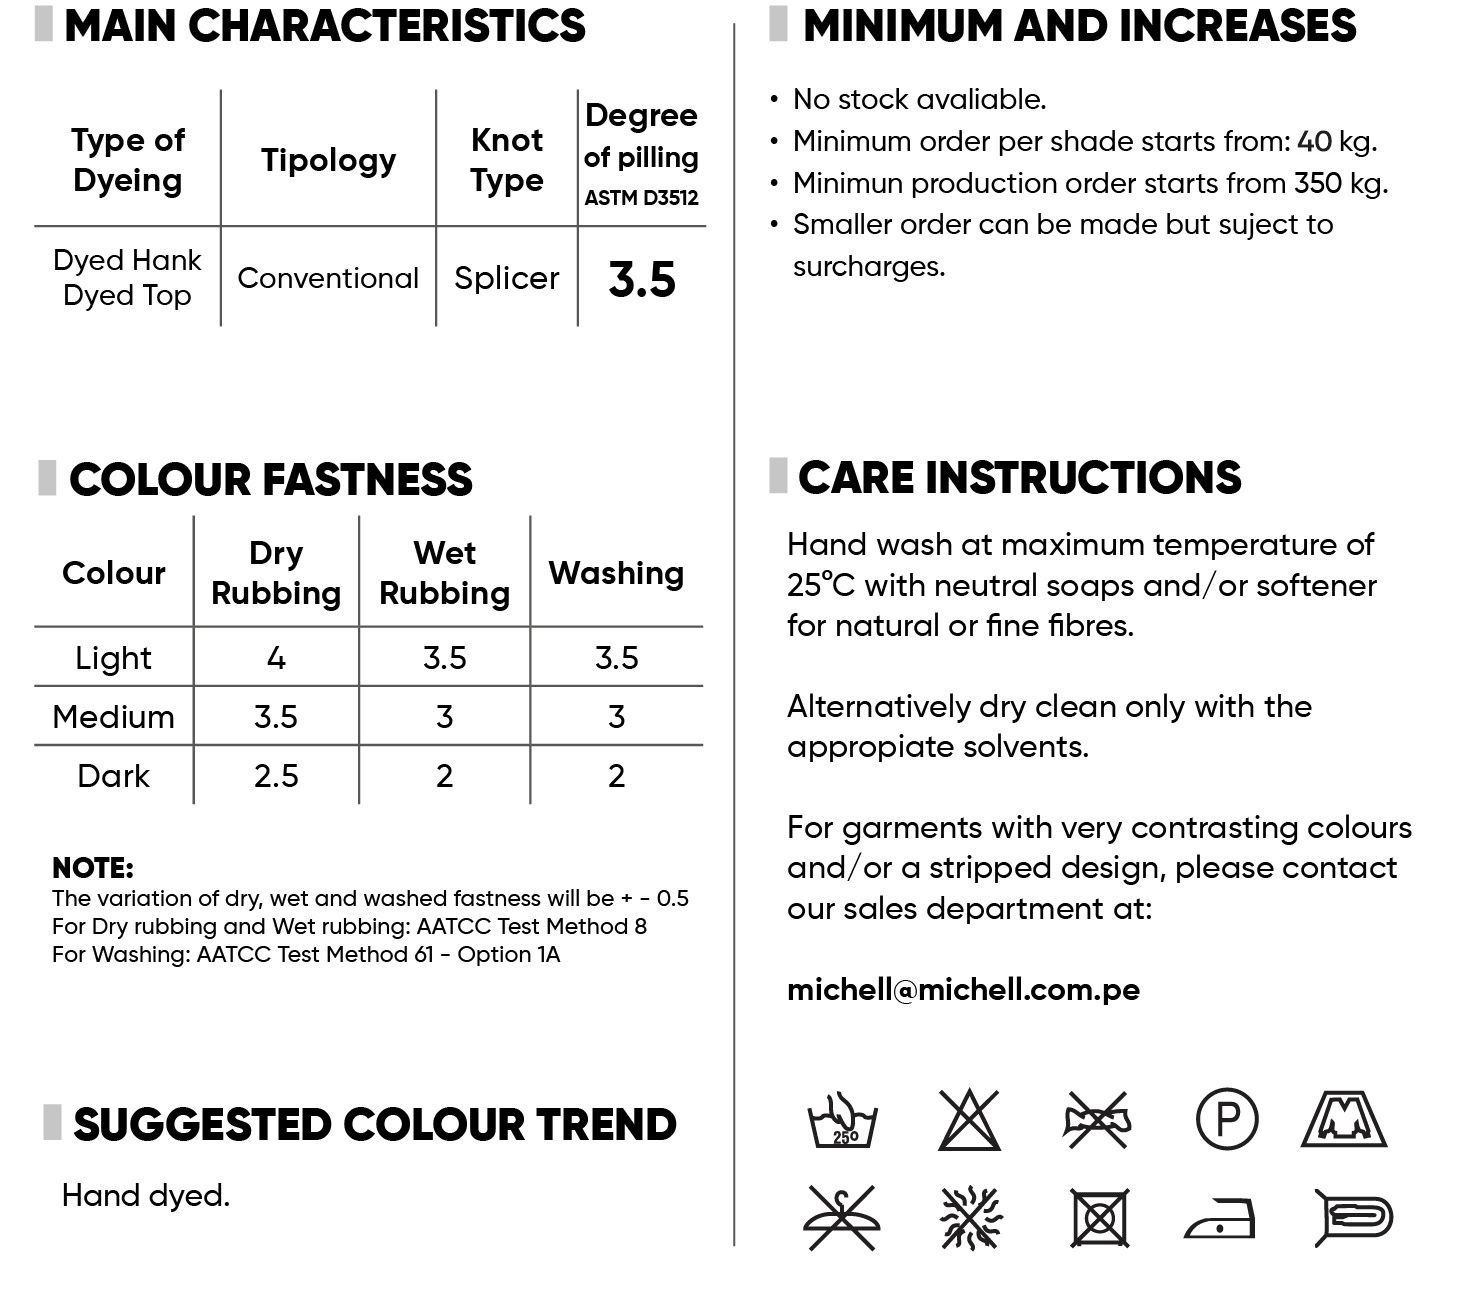 MAIN CHARACTERISTICS
Type of Dyeing | Tipology | Knot Type | Degree of pilling ASTM D3512
Dyed Hank Dyed Top | Conventional | Splicer | 3.5
COLOUR FASTNESS
Colour | Dry Rubbing | Wet Rubbing | Washing
Light | 4 | 3.5 | 3.5
Medium | 3.5 | 3 | 3
Dark | 2.5 | 2 | 2
NOTE:
The variation of dry, wet and washed fastness will be + - 0.5
For Dry rubbing and Wet rubbing: AATCC Test Method 8
For Washing: AATCC Test Method 61 - Option 1A
SUGGESTED COLOUR TREND
Hand dyed.
MINIMUM AND INCREASES
• No stock avaliable.
• Minimum order per shade starts from: 40 kg.
• Minimun production order starts from 350 kg.
• Smaller order can be made but suject to
surcharges.
CARE INSTRUCTIONS
Hand wash at maximum temperature of
25°C with neutral soaps and/or softener
for natural or fine fibres.
Alternatively dry clean only with the
appropiate solvents.
For garments with very contrasting colours
and/or a stripped design, please contact
our sales department at:
michell@michell.com.pe
25º
P